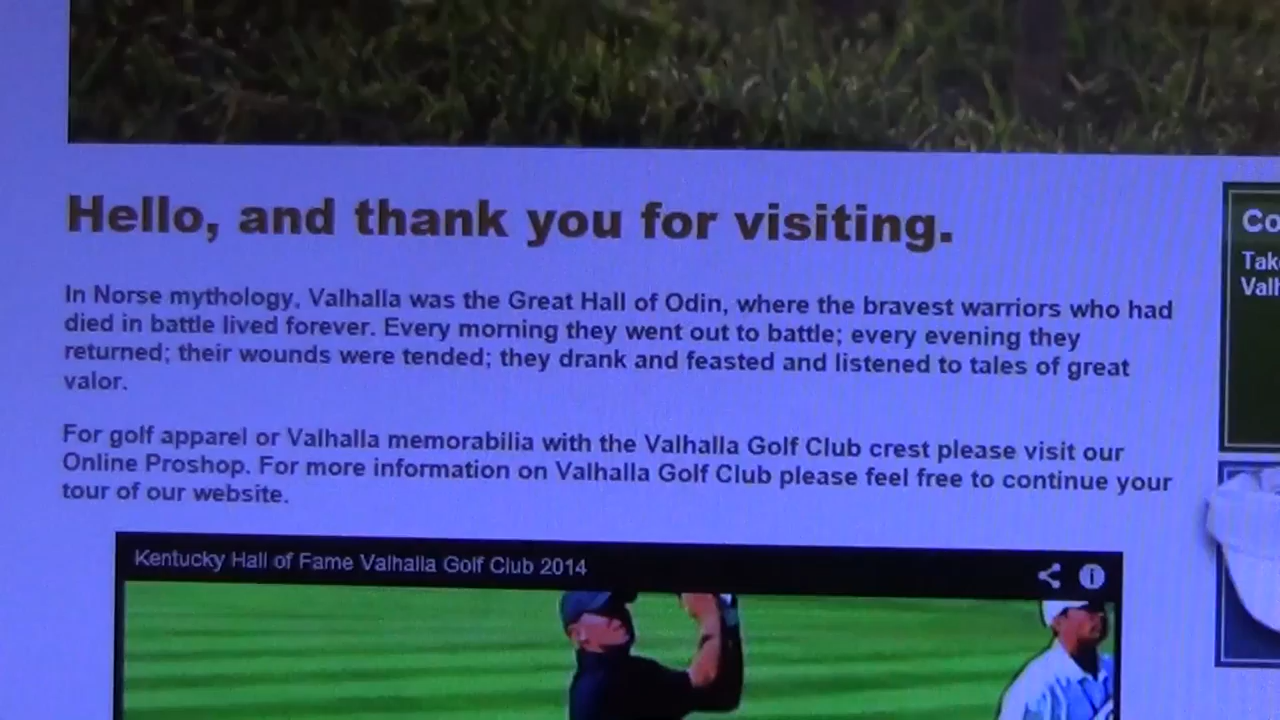 Hello, and thank you for visiting.
In Norse mythology, Valhalla was the Great Hall of Odin, where the bravest warriors who had
died in battle lived forever. Every morning they went out to battle; every evening they
returned; their wounds were tended; they drank and feasted and listened to tales of great
valor.
For golf apparel or Valhalla memorabilia with the Valhalla Golf Club crest please visit our
Online Proshop. For more information on Valhalla Golf Club please feel free to continue your
tour of our website.
Kentucky Hall of Fame Valhalla Golf Club 2014